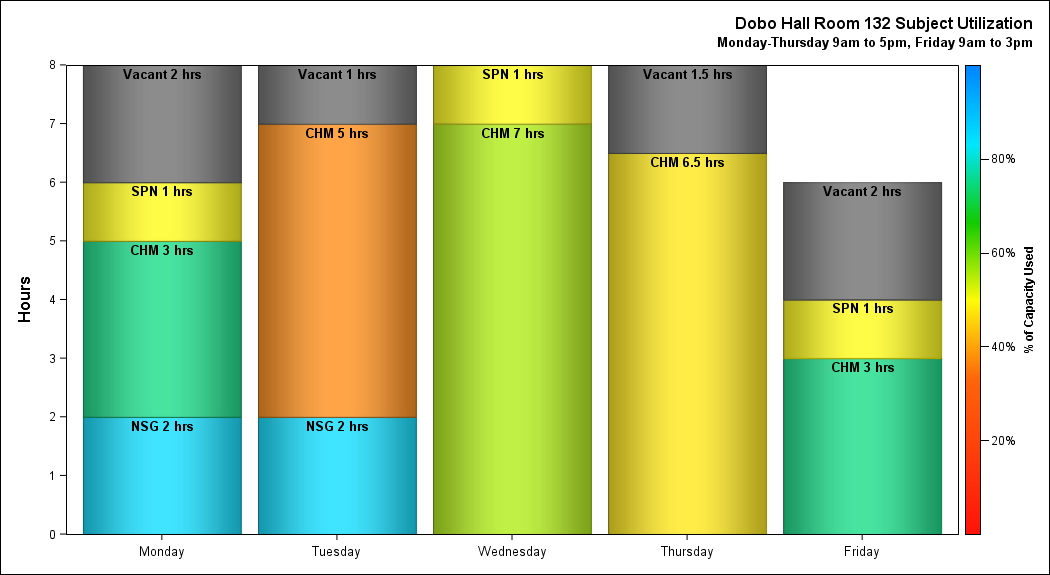 Dobo Hall Room 132 Subject Utilization
Monday-Thursday 9am to 5pm, Friday 9am to 3pm
Hours
8
7
6
5
4
3
2
1
0
Vacant 2 hrs
SPN 1 hrs
CHM 3 hrs
NSG 2 hrs
Vacant 1 hrs
CHM 5 hrs
NSG 2 hrs
SPN 1 hrs
CHM 7 hrs
Vacant 1.5 hrs
CHM 6.5 hrs
Vacant 2 hrs
SPN 1 hrs
CHM 3 hrs
Monday
Tuesday
Wednesday
Thursday
Friday
80%
60%
40%
20%
% of Capacity Used